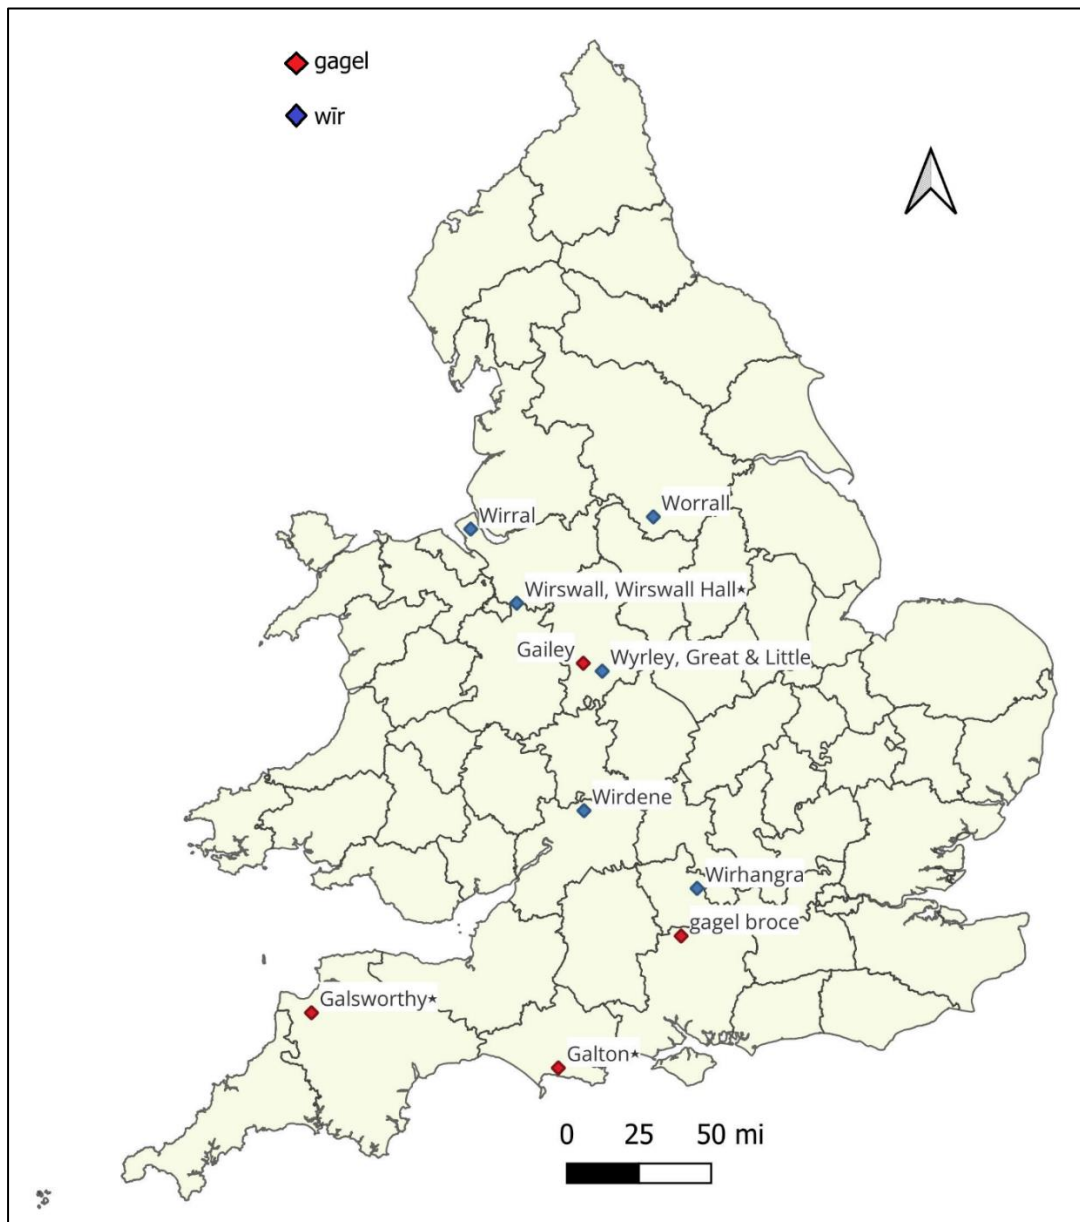 gagel
wīr
Worrall
Wirral
Wirswall, Wirswall Hall★
Gailey
Wyrley, Great & Little
Wirdene
Wirhangra
gagel broce
Galsworthy★
Galton★
0 25 50 mi